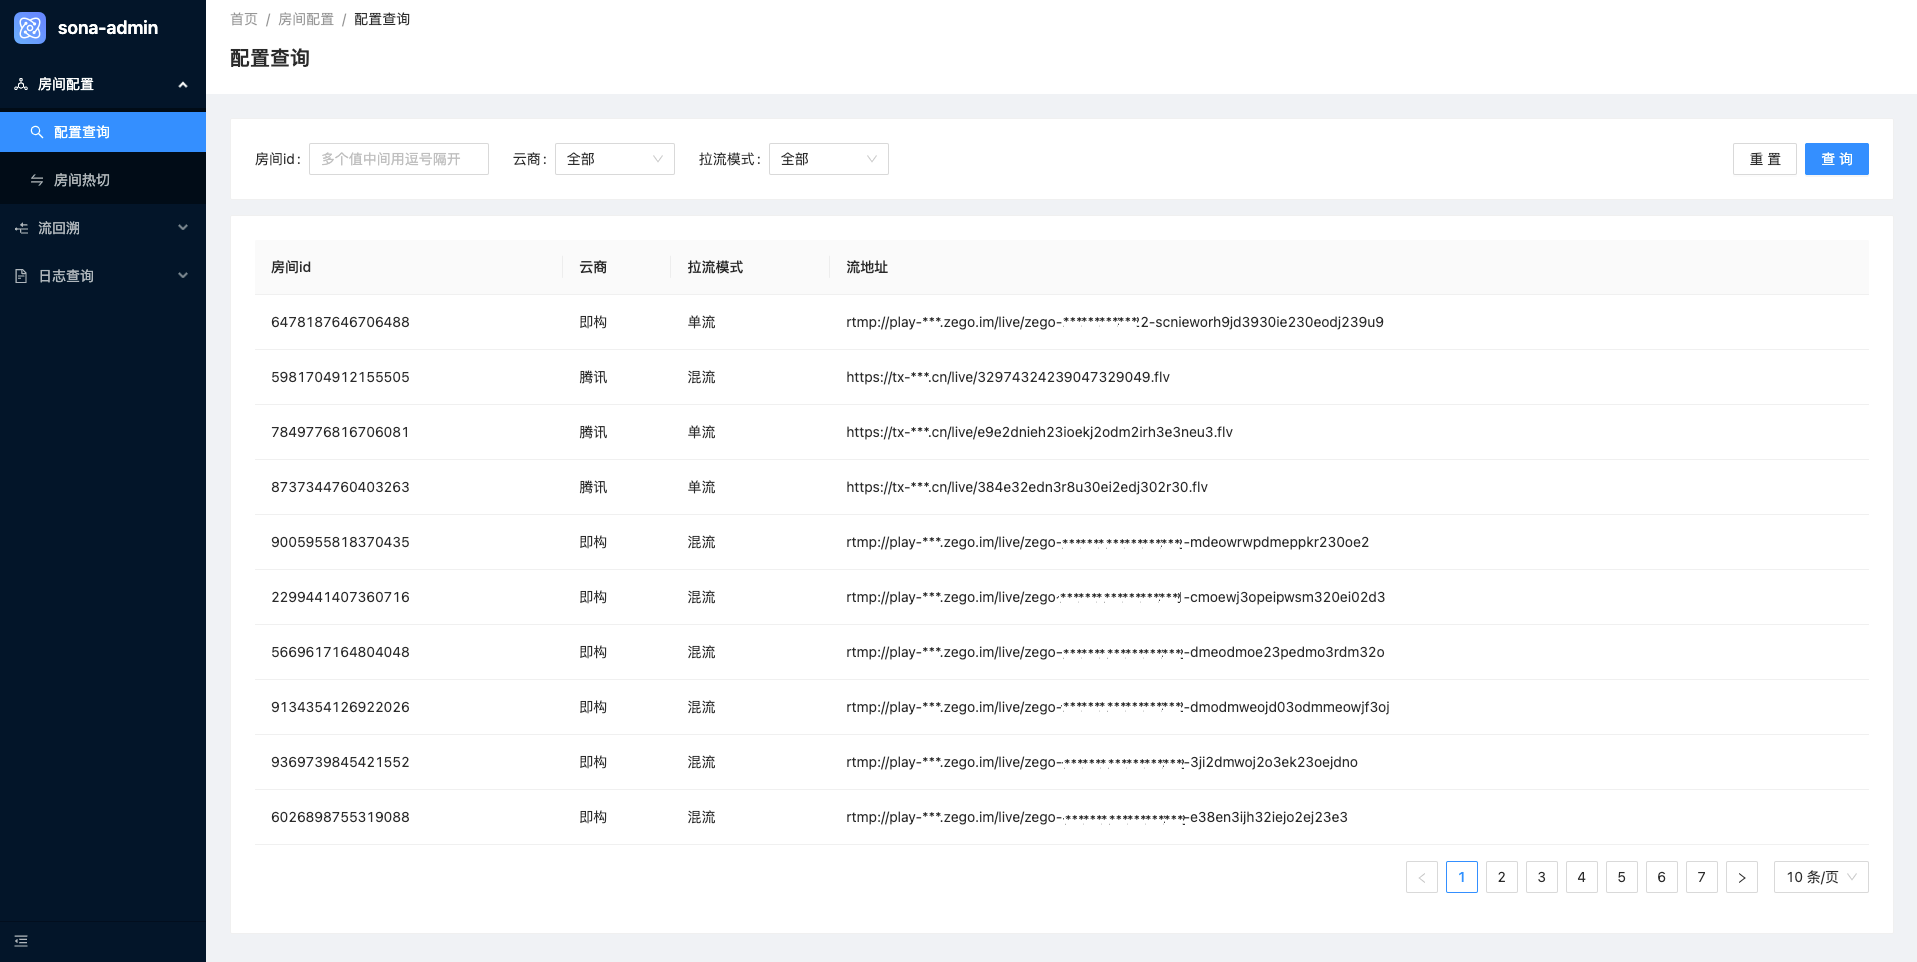 sona-admin
房间配置
配置查询
房间热切
流回溯
日志查询
首页 / 房间配置 / 配置查询
配置查询
房间id: 多个值中间用逗号隔开 云商: 全部 拉流模式: 全部 重 置 查 询
房间id 云商 拉流模式 流地址
6478187646706488 即构 单流 rtmp://play-***.zego.im/live/zego-************2-scnieworh9jd3930ie230eodj239u9
5981704912155505 腾讯 混流 https://tx-***.cn/live/32974324239047329049.flv
7849776816706081 腾讯 单流 https://tx-***.cn/live/e9e2dnieh23ioekj2odm2irh3e3neu3.flv
8737344760403263 腾讯 单流 https://tx-***.cn/live/384e32edn3r8u30ei2edj302r30.flv
9005955818370435 即构 混流 rtmp://play-***.zego.im/live/zego-*******************-mdeowrwpdmeppkr230oe2
2299441407360716 即构 混流 rtmp://play-***.zego.im/live/zego-*******************-cmoewj3opeipwsm320ei02d3
5669617164804048 即构 混流 rtmp://play-***.zego.im/live/zego-*******************-dmeodmoe23pedmo3rdm32o
9134354126922026 即构 混流 rtmp://play-***.zego.im/live/zego-*******************-dmodmweojd03odmmeowjf3oj
9369739845421552 即构 混流 rtmp://play-***.zego.im/live/zego-*******************-3ji2dmwoj2o3ek23oejdno
6026898755319088 即构 混流 rtmp://play-***.zego.im/live/zego-*******************-e38en3ijh32iejo2ej23e3
< 1 2 3 4 5 6 7 > 10 条/页